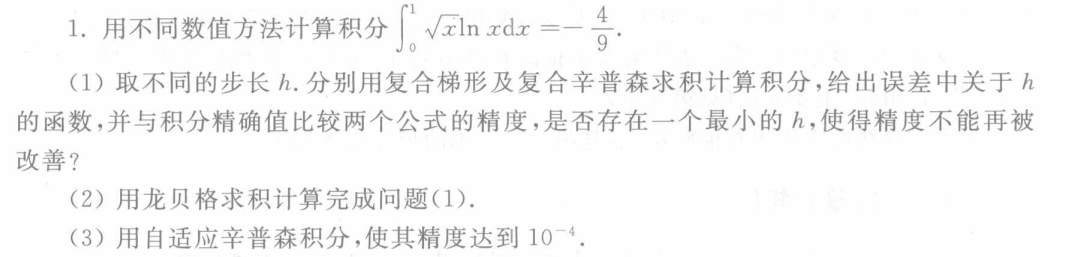 1. 用不同数值方法计算积分 ∫₀¹ √x ln x dx = − 4/9.
(1) 取不同的步长 h. 分别用复合梯形及复合辛普森求积计算积分,给出误差中关于 h
的函数,并与积分精确值比较两个公式的精度,是否存在一个最小的 h,使得精度不能再被
改善?
(2) 用龙贝格求积计算完成问题(1).
(3) 用自适应辛普森积分,使其精度达到 10⁻⁴.